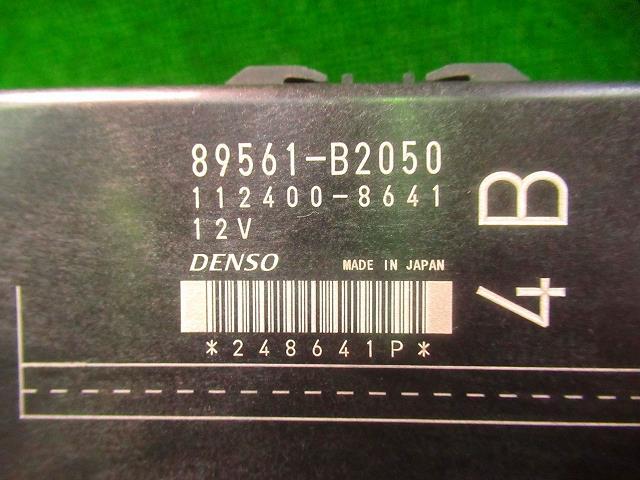 89561-B2050
112400-8641
12V
DENSO MADE IN JAPAN
*248641P*
4B